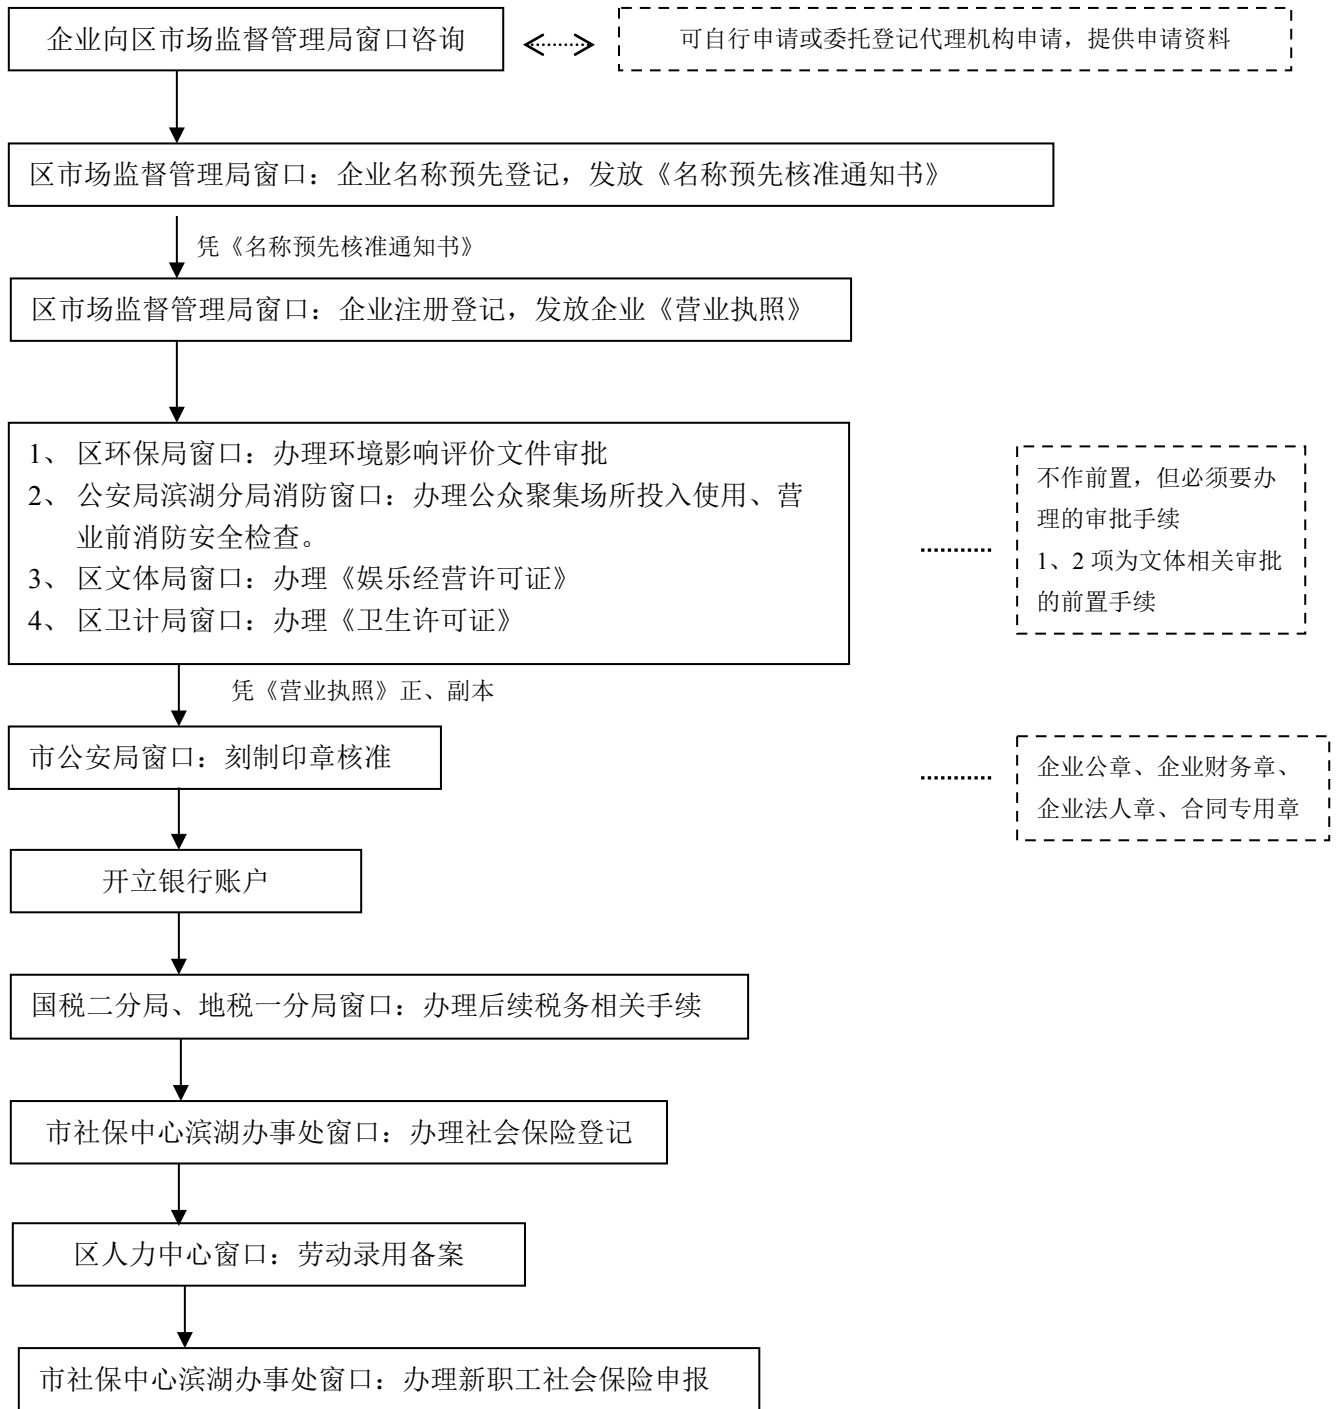 企业向区市场监督管理局窗口咨询
可自行申请或委托登记代理机构申请，提供申请资料
区市场监督管理局窗口：企业名称预先登记，发放《名称预先核准通知书》
凭《名称预先核准通知书》
区市场监督管理局窗口：企业注册登记，发放企业《营业执照》
1、 区环保局窗口：办理环境影响评价文件审批
2、 公安局滨湖分局消防窗口：办理公众聚集场所投入使用、营
业前消防安全检查。
3、 区文体局窗口：办理《娱乐经营许可证》
4、 区卫计局窗口：办理《卫生许可证》
不作前置，但必须要办
理的审批手续
1、2 项为文体相关审批
的前置手续
凭《营业执照》正、副本
市公安局窗口：刻制印章核准
企业公章、企业财务章、
企业法人章、合同专用章
开立银行账户
国税二分局、地税一分局窗口：办理后续税务相关手续
市社保中心滨湖办事处窗口：办理社会保险登记
区人力中心窗口：劳动录用备案
市社保中心滨湖办事处窗口：办理新职工社会保险申报